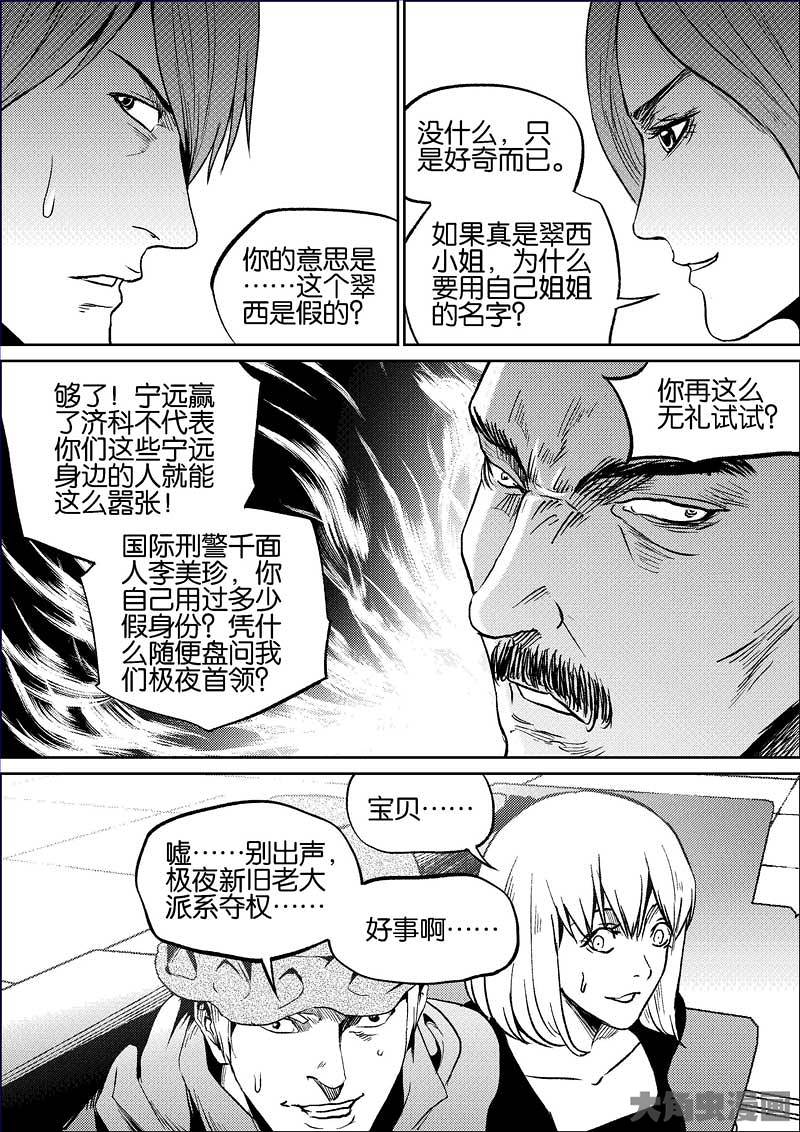 没什么，只
是好奇而已。
如果真是翠西
小姐，为什么
要用自己姐姐
的名字？
你的意思是
……这个翠
西是假的？
你再这么
无礼试试？
够了！宁远赢
了济科不代表
你们这些宁远
身边的人就能
这么嚣张！
国际刑警千面
人李美珍，你
自己用过多少
假身份？凭什
么随便盘问我
们极夜首领？
宝贝……
嘘……别出声，
极夜新旧老大
派系夺权……
好事啊……
大角虫漫画